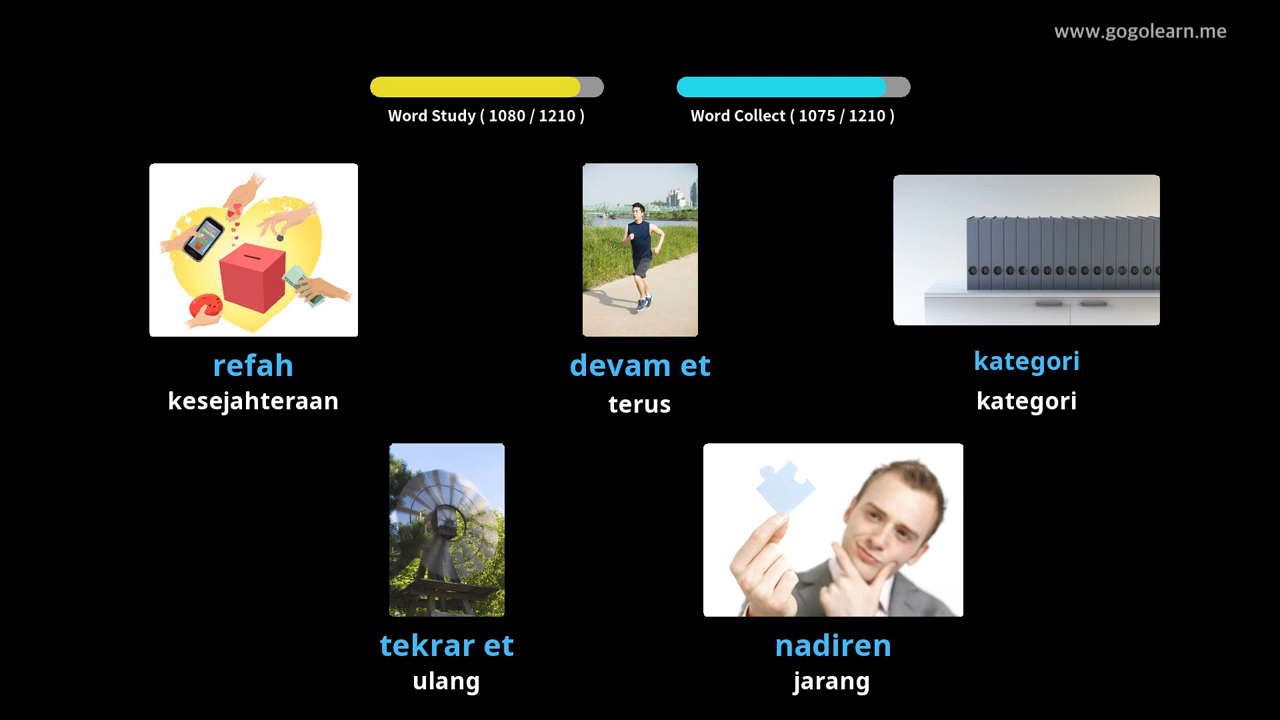 www.gogolearn.me
Word Study ( 1080 / 1210 )
Word Collect ( 1075 / 1210 )
refah
kesejahteraan
devam et
terus
kategori
kategori
tekrar et
ulang
nadiren
jarang